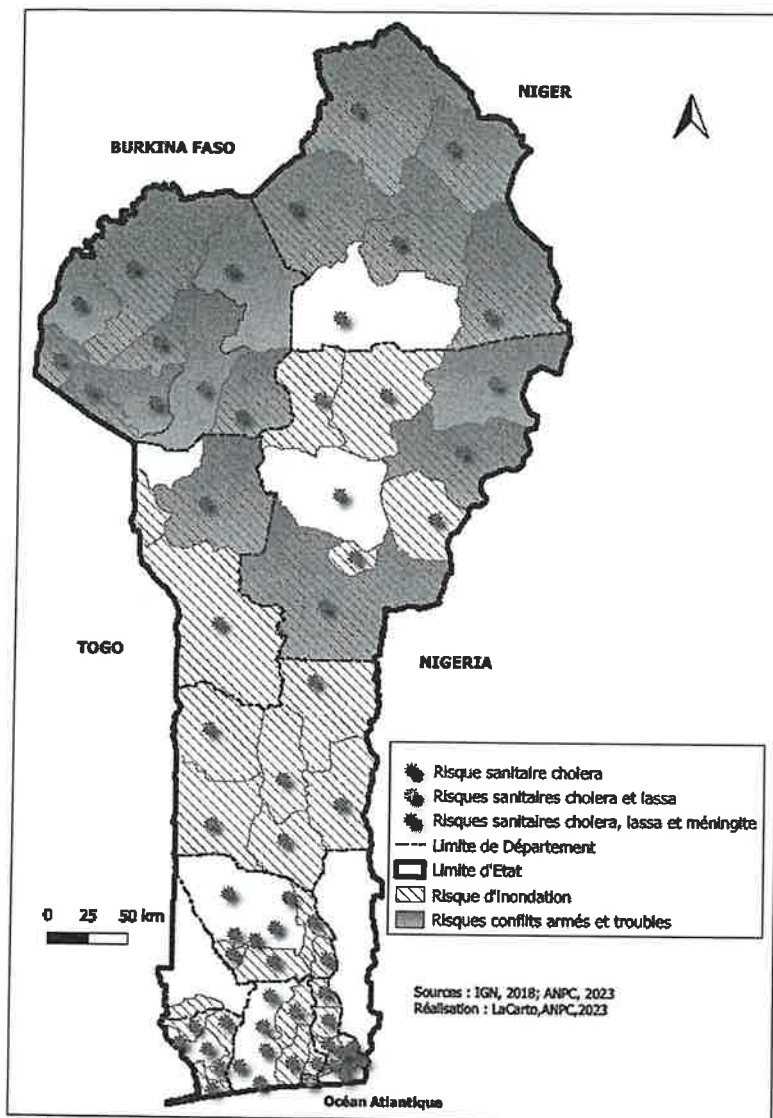 NIGER
BURKINA FASO
TOGO
NIGERIA
Risque sanitaire cholera
Risques sanitaires cholera et lassa
Risques sanitaires cholera, lassa et méningite
Limite de Département
Limite d'Etat
Risque d'Inondation
Risques conflits armés et troubles
0 25 50 km
Sources : IGN, 2018; ANPC, 2023
Réalisation : LaCarto,ANPC,2023
Océan Atlantique